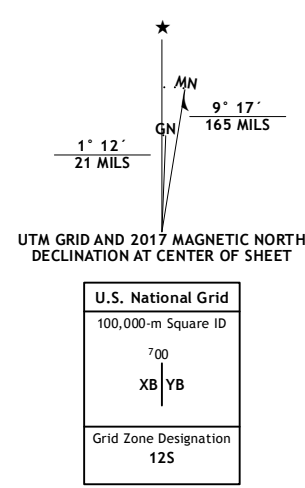 ★
MN
9° 17´
165 MILS
GN
1° 12´
21 MILS
UTM GRID AND 2017 MAGNETIC NORTH
DECLINATION AT CENTER OF SHEET
U.S. National Grid
100,000-m Square ID
⁷00
XB YB
Grid Zone Designation
12S